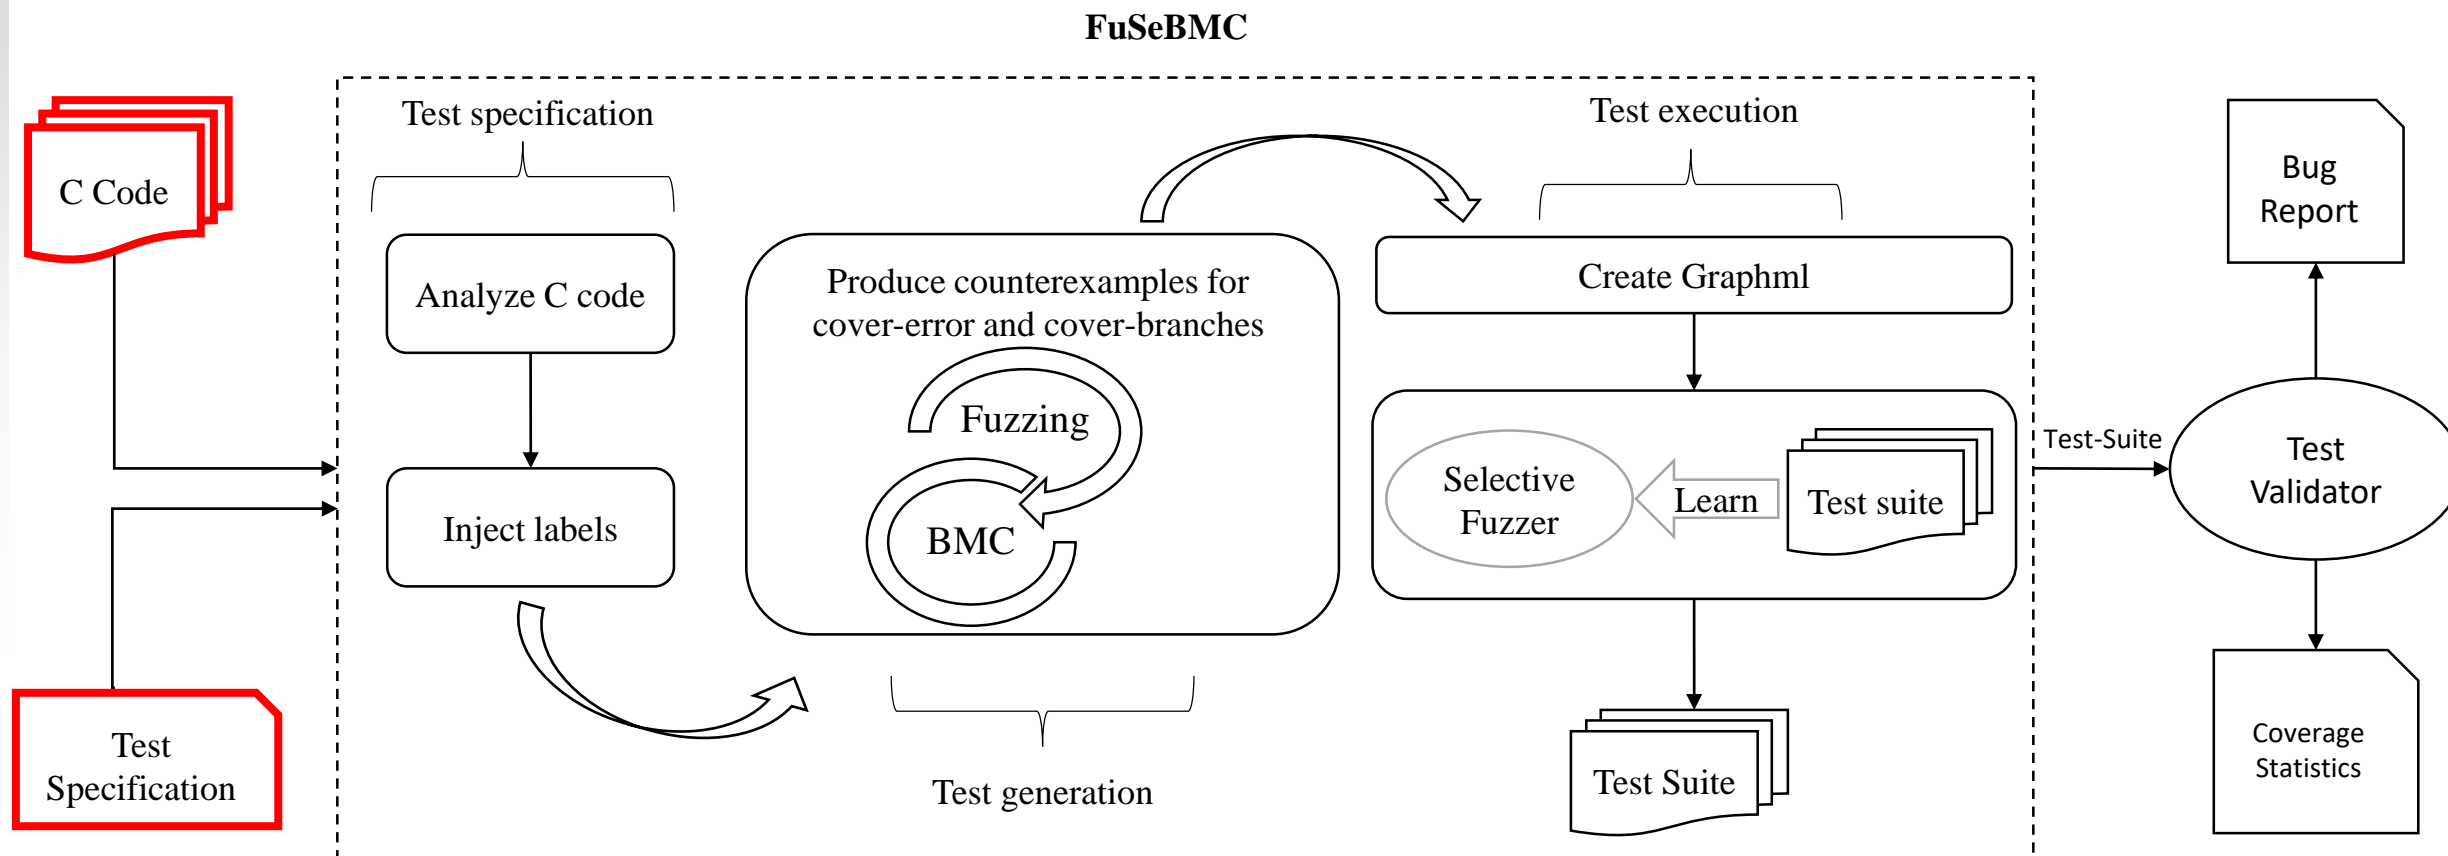 FuSeBMC
C Code
Test
Specification
Test specification
Analyze C code
Inject labels
Produce counterexamples for
cover-error and cover-branches
Fuzzing
BMC
Test generation
Test execution
Create Graphml
Selective
Fuzzer
Learn
Test suite
Test Suite
Test-Suite
Bug
Report
Test
Validator
Coverage
Statistics